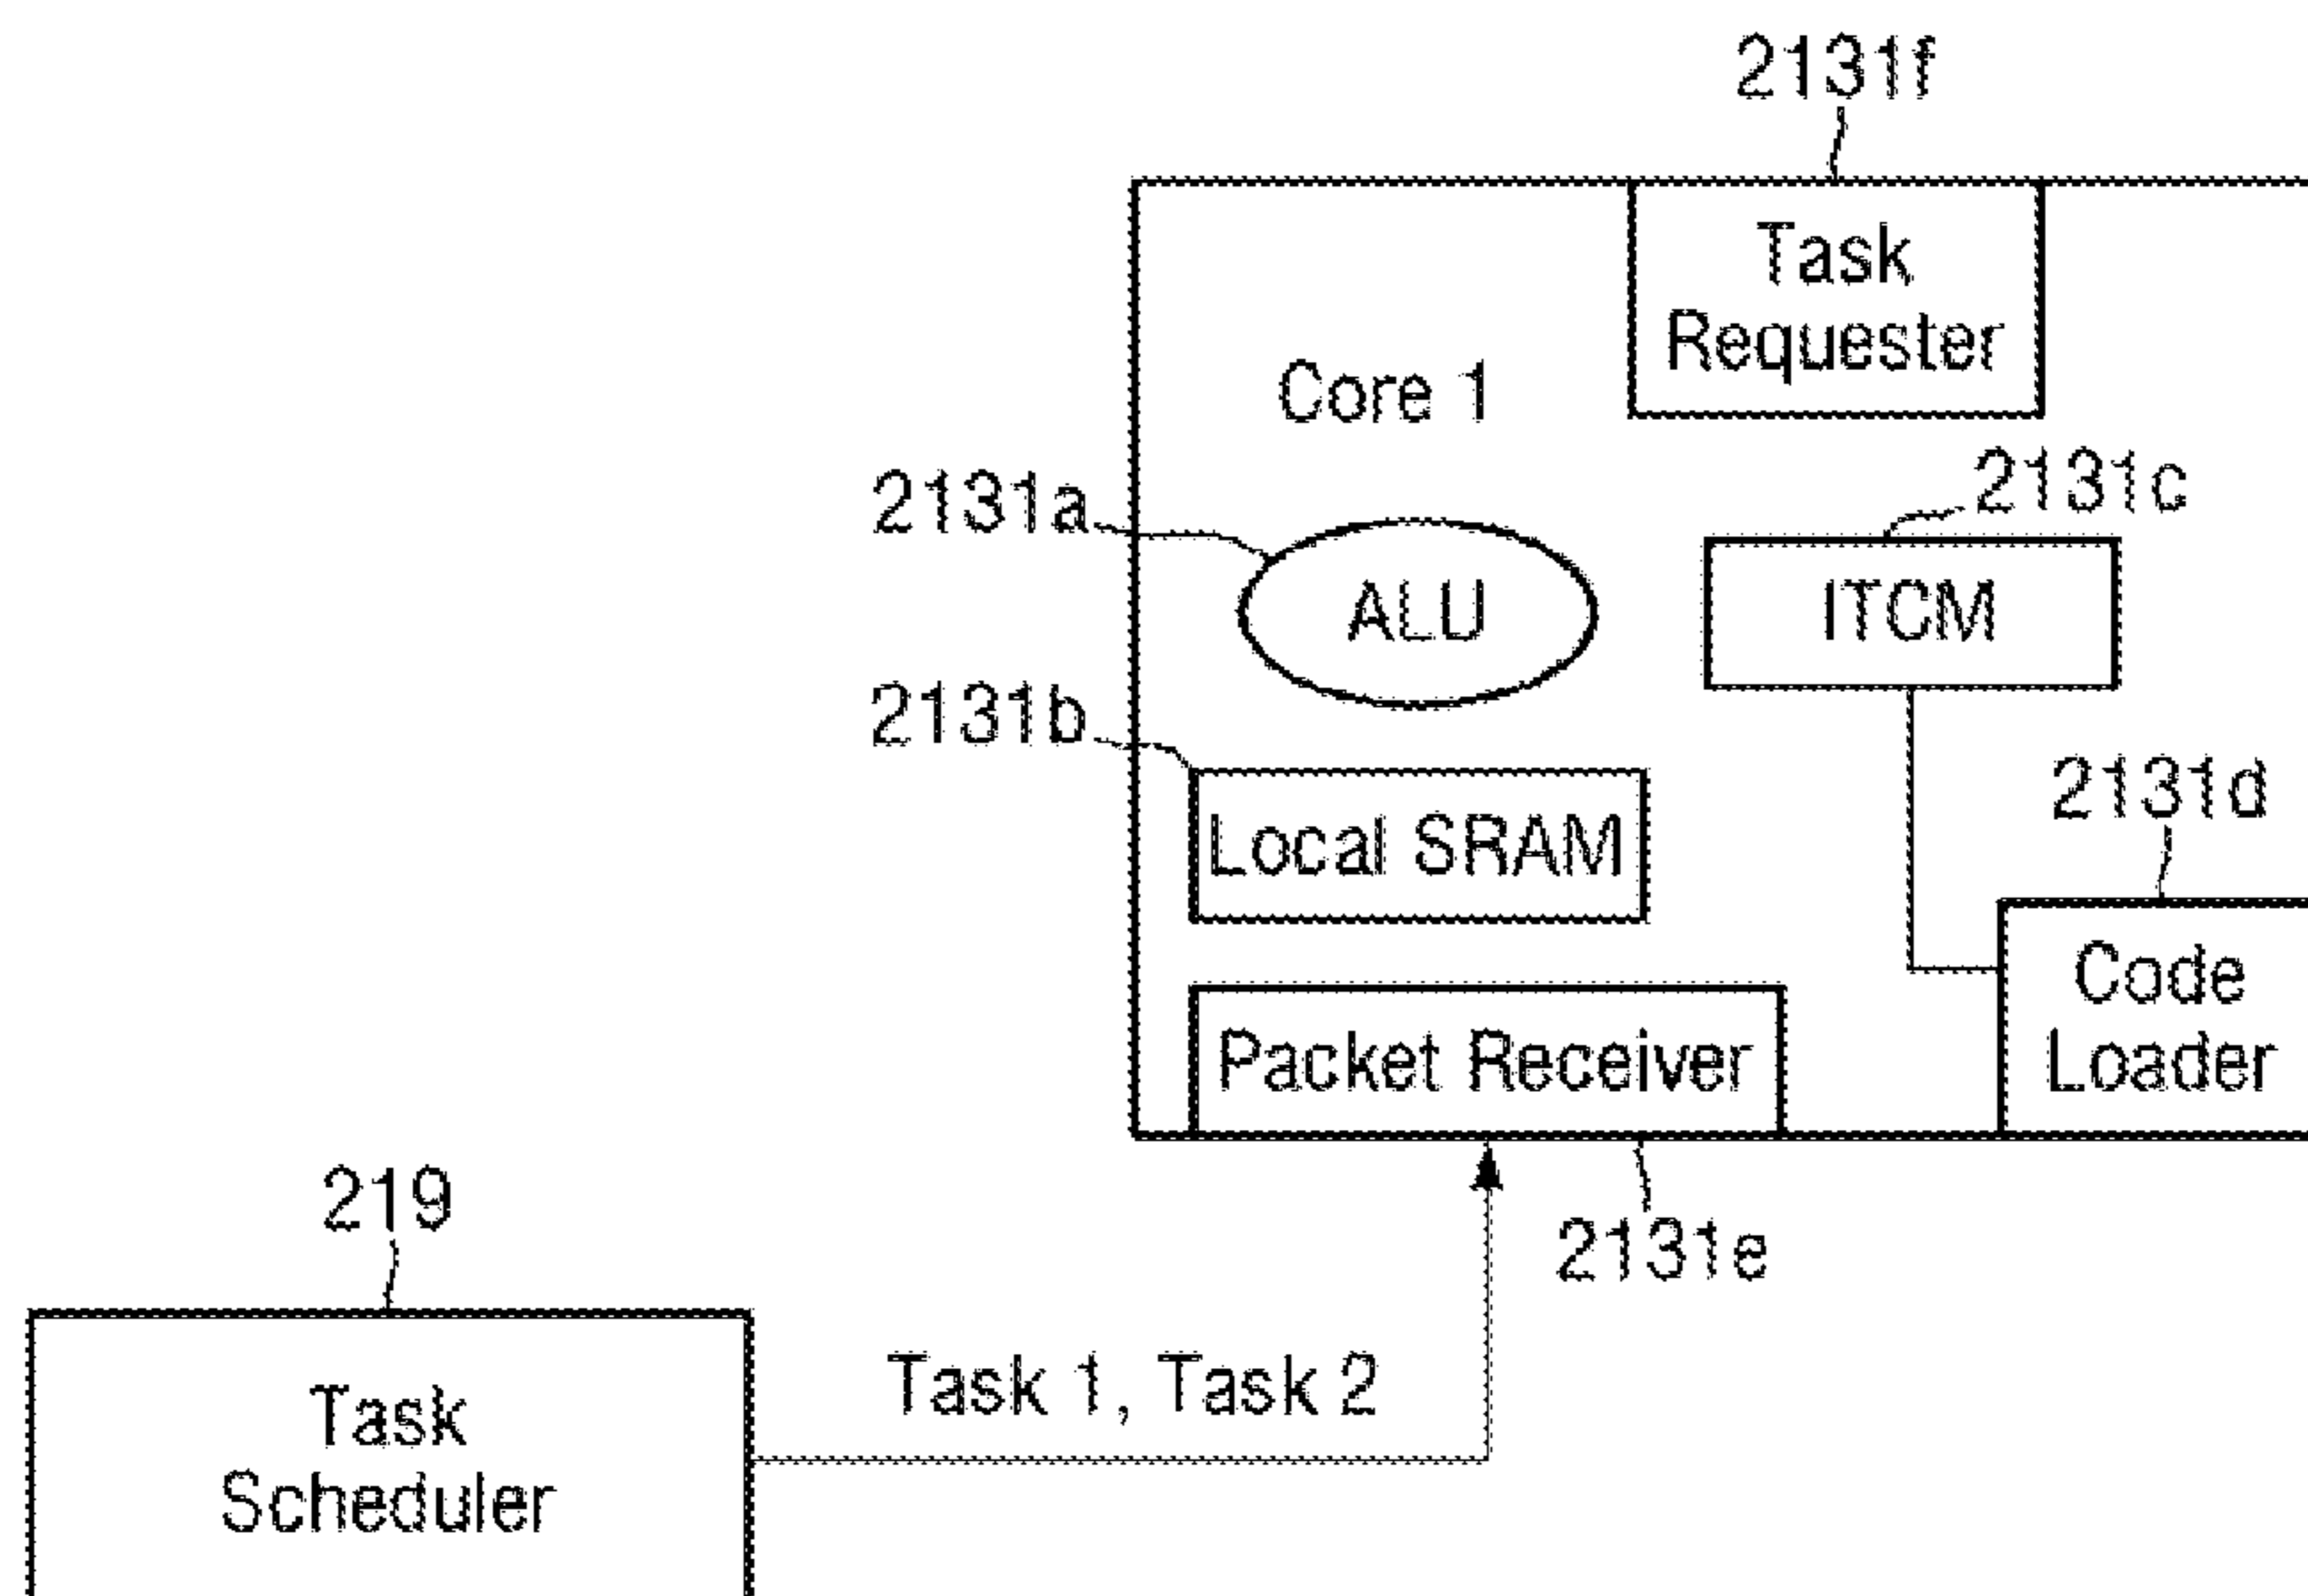 2131f
Task
Requester
Core 1
2131a
2131c
ALU
ITCM
2131b
2131d
Local SRAM
Code
Loader
Packet Receiver
219
2131e
Task 1, Task 2
Task
Scheduler